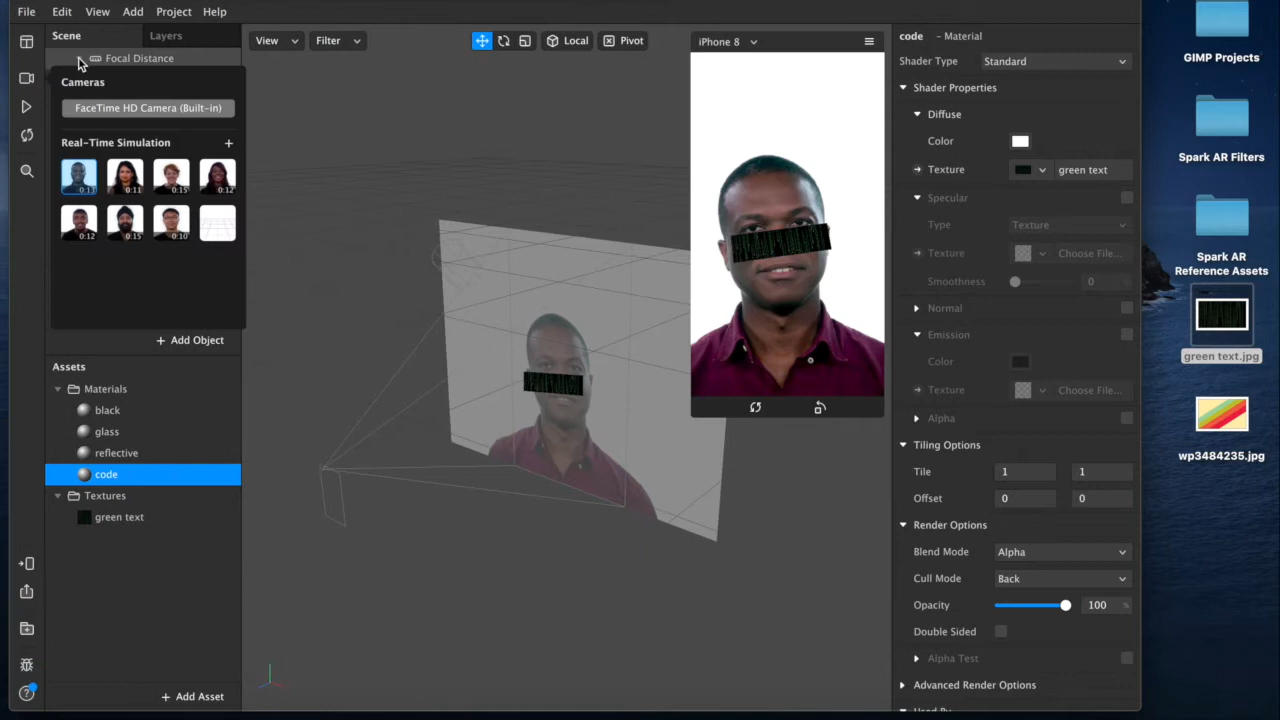 File Edit View Add Project Help
Scene Layers
Focal Distance
Cameras
FaceTime HD Camera (Built-in)
Real-Time Simulation +
0:13 0:11 0:15 0:12
0:12 0:15 0:10
+ Add Object
Assets
Materials
black
glass
reflective
code
Textures
green text
+ Add Asset
View Filter Local Pivot
iPhone 8
code - Material
Shader Type Standard
Shader Properties
Diffuse
Color
Texture green text
Specular
Type Texture
Texture Choose File...
Smoothness 0
Normal
Emission
Color
Texture Choose File...
Alpha
Tiling Options
Tile 1 1
Offset 0 0
Render Options
Blend Mode Alpha
Cull Mode Back
Opacity 100 %
Double Sided
Alpha Test
Advanced Render Options
Used By
GIMP Projects
Spark AR Filters
Spark AR
Reference Assets
green text.jpg
wp3484235.jpg